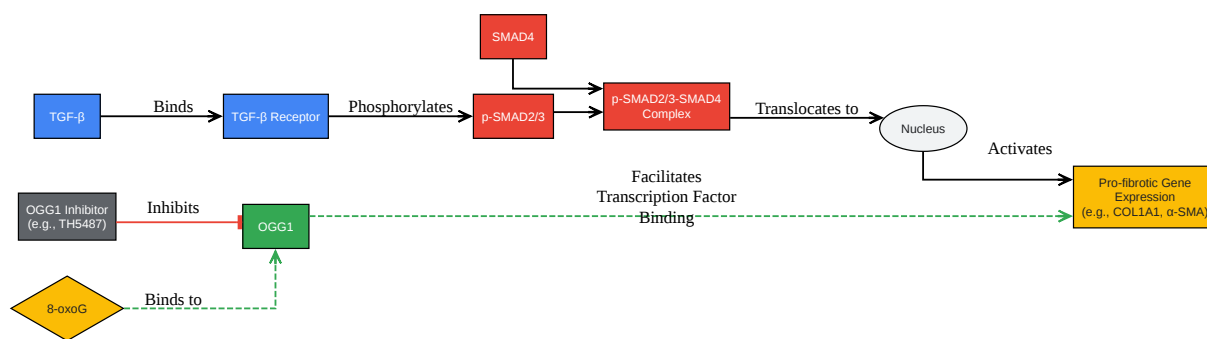 SMAD4
TGF-β
Binds
TGF-β Receptor
Phosphorylates
p-SMAD2/3
p-SMAD2/3-SMAD4
Complex
Translocates to
Nucleus
Activates
Pro-fibrotic Gene
Expression
(e.g., COL1A1, α-SMA)
OGG1 Inhibitor
(e.g., TH5487)
Inhibits
OGG1
Facilitates
Transcription Factor
Binding
8-oxoG
Binds to